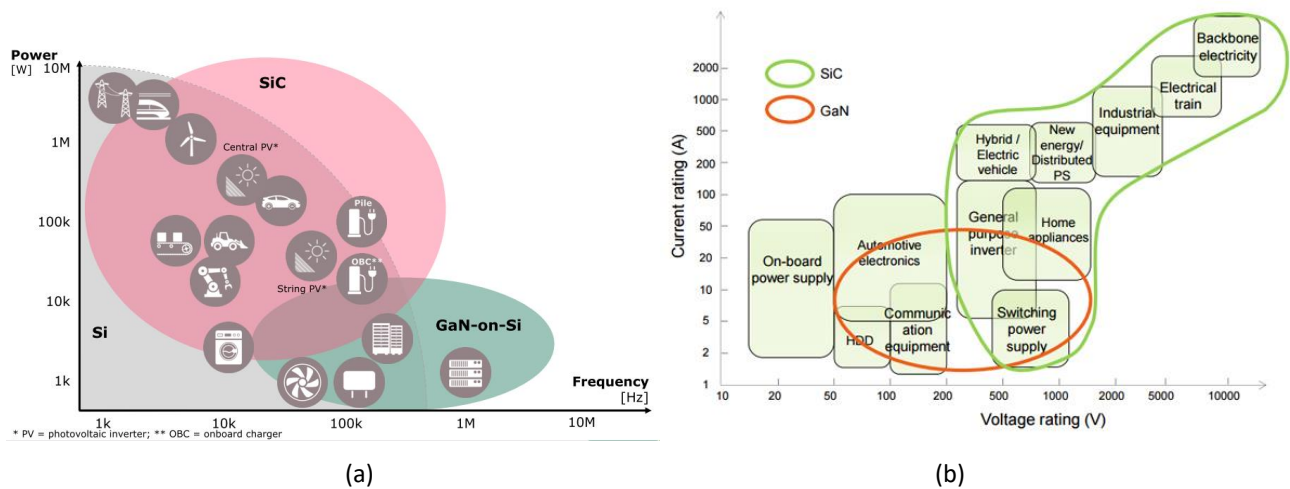 Power
[W]
10M
1M
100k
10k
1k
SiC
Central PV*
Pile
OBC**
String PV*
Si
GaN-on-Si
Frequency
[Hz]
1k
10k
100k
1M
10M
* PV = photovoltaic inverter; ** OBC = onboard charger
(a)
SiC
GaN
Current rating (A)
2000
1000
500
200
100
50
20
10
5
2
1
Backbone
electricity
Electrical
train
Industrial
equipment
New
energy/
Distributed
PS
Hybrid /
Electric
vehicle
General
purpose
inverter
Home
appliances
Automotive
electronics
On-board
power supply
HDD
Communic
ation
equipment
Switching
power
supply
10
20
50
100
200
500
1000
2000
5000
10000
Voltage rating (V)
(b)